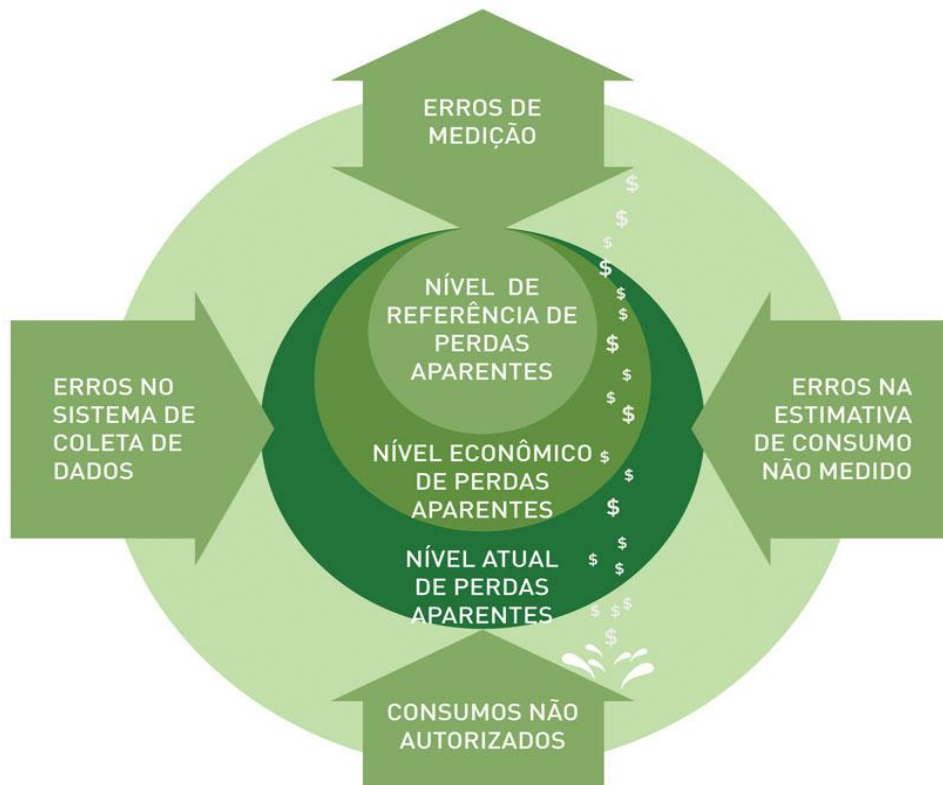 ERROS DE
MEDIÇÃO
NÍVEL DE
REFERÊNCIA DE
PERDAS
APARENTES
ERROS NO
SISTEMA DE
COLETA DE
DADOS
ERROS NA
ESTIMATIVA
DE CONSUMO
NÃO MEDIDO
NÍVEL ECONÔMICO
DE PERDAS
APARENTES
NÍVEL ATUAL
DE PERDAS
APARENTES
CONSUMOS NÃO
AUTORIZADOS